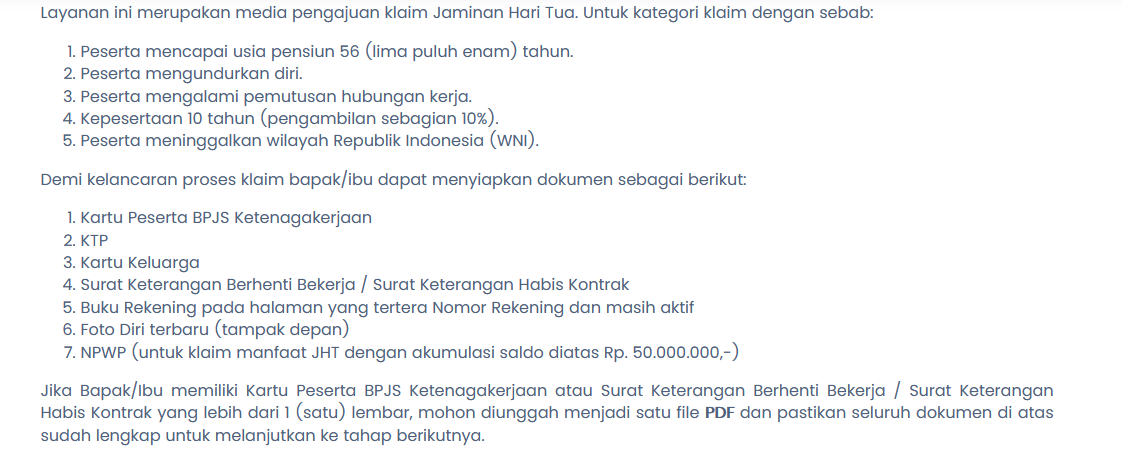 Layanan ini merupakan media pengajuan klaim Jaminan Hari Tua. Untuk kategori klaim dengan sebab:
1. Peserta mencapai usia pensiun 56 (lima puluh enam) tahun.
2. Peserta mengundurkan diri.
3. Peserta mengalami pemutusan hubungan kerja.
4. Kepesertaan 10 tahun (pengambilan sebagian 10%).
5. Peserta meninggalkan wilayah Republik Indonesia (WNI).
Demi kelancaran proses klaim bapak/ibu dapat menyiapkan dokumen sebagai berikut:
1. Kartu Peserta BPJS Ketenagakerjaan
2. KTP
3. Kartu Keluarga
4. Surat Keterangan Berhenti Bekerja / Surat Keterangan Habis Kontrak
5. Buku Rekening pada halaman yang tertera Nomor Rekening dan masih aktif
6. Foto Diri terbaru (tampak depan)
7. NPWP (untuk klaim manfaat JHT dengan akumulasi saldo diatas Rp. 50.000.000,-)
Jika Bapak/Ibu memiliki Kartu Peserta BPJS Ketenagakerjaan atau Surat Keterangan Berhenti Bekerja / Surat Keterangan
Habis Kontrak yang lebih dari 1 (satu) lembar, mohon diunggah menjadi satu file PDF dan pastikan seluruh dokumen di atas
sudah lengkap untuk melanjutkan ke tahap berikutnya.